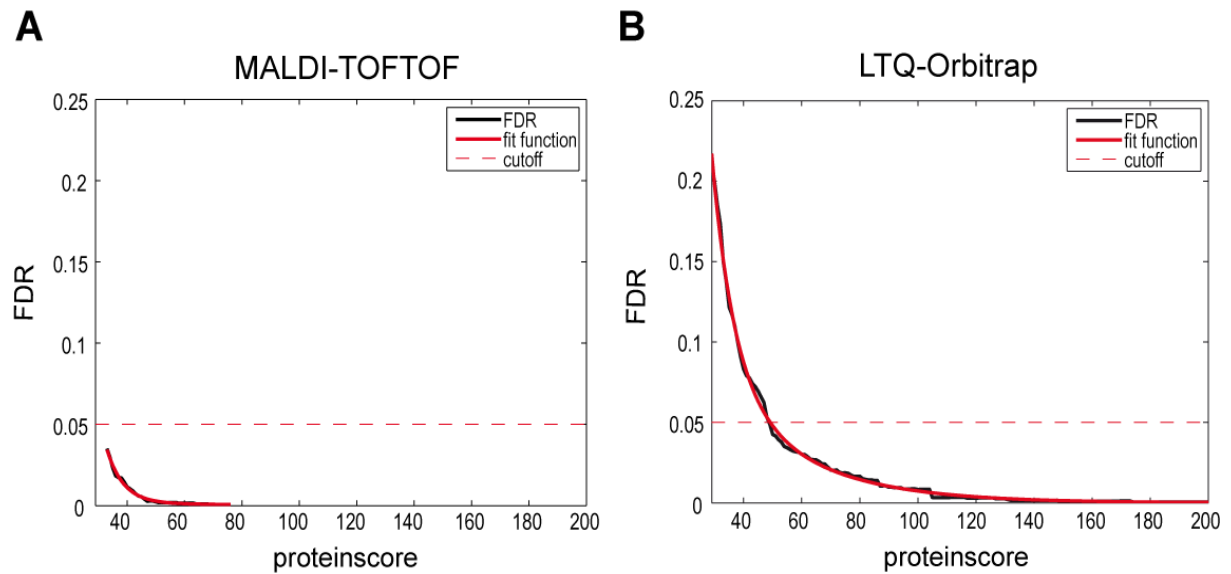 A
MALDI-TOFTOF
0.25
0.2
0.15
0.1
0.05
0
FDR
FDR
fit function
cutoff
40 60 80 100 120 140 160 180 200
proteinscore
B
LTQ-Orbitrap
0.25
0.2
0.15
0.1
0.05
0
FDR
FDR
fit function
cutoff
40 60 80 100 120 140 160 180 200
proteinscore